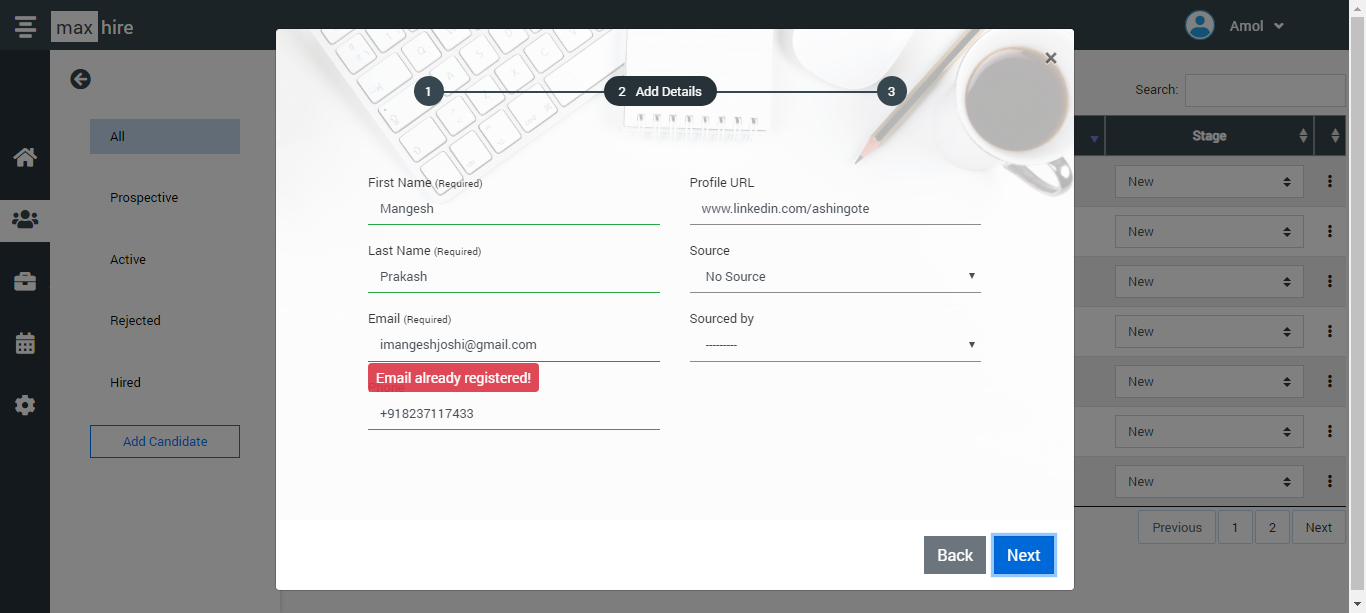 max hire
Amol
All
Prospective
Active
Rejected
Hired
Add Candidate
Search:
Stage
New
New
New
New
New
New
New
Previous 1 2 Next
×
1
2 Add Details
3
First Name (Required)
Mangesh
Last Name (Required)
Prakash
Email (Required)
imangeshjoshi@gmail.com
Email already registered!
Phone
+918237117433
Profile URL
www.linkedin.com/ashingote
Source
No Source
Sourced by
---------
Back Next